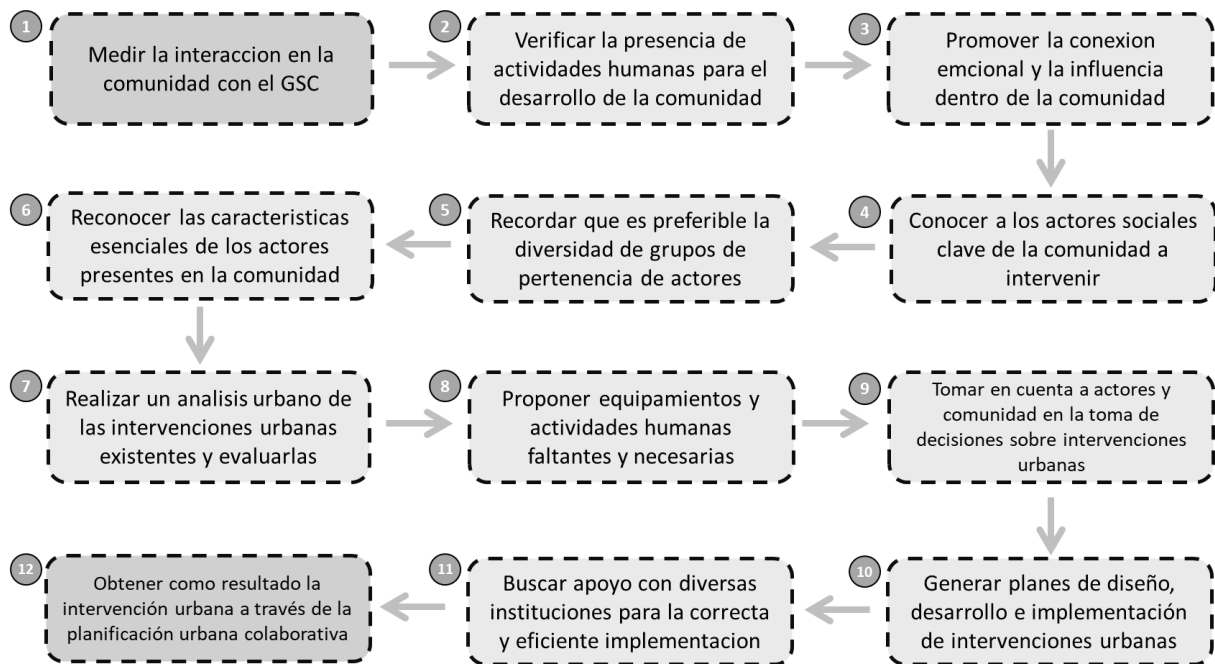 1
Medir la interaccion en la
comunidad con el GSC
2
Verificar la presencia de
actividades humanas para el
desarrollo de la comunidad
3
Promover la conexion
emcional y la influencia
dentro de la comunidad
4
Conocer a los actores sociales
clave de la comunidad a
intervenir
5
Recordar que es preferible la
diversidad de grupos de
pertenencia de actores
6
Reconocer las caracteristicas
esenciales de los actores
presentes en la comunidad
7
Realizar un analisis urbano de
las intervenciones urbanas
existentes y evaluarlas
8
Proponer equipamientos y
actividades humanas
faltantes y necesarias
9
Tomar en cuenta a actores y
comunidad en la toma de
decisiones sobre intervenciones
urbanas
10
Generar planes de diseño,
desarrollo e implementación
de intervenciones urbanas
11
Buscar apoyo con diversas
instituciones para la correcta
y eficiente implementacion
12
Obtener como resultado la
intervención urbana a través de la
planificación urbana colaborativa